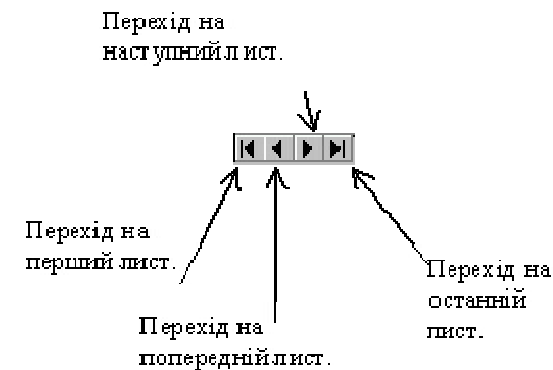 Перехід на
наступний лист.
Перехід на
перший лист.
Перехід на
останній
лист.
Перехід на
попередній лист.